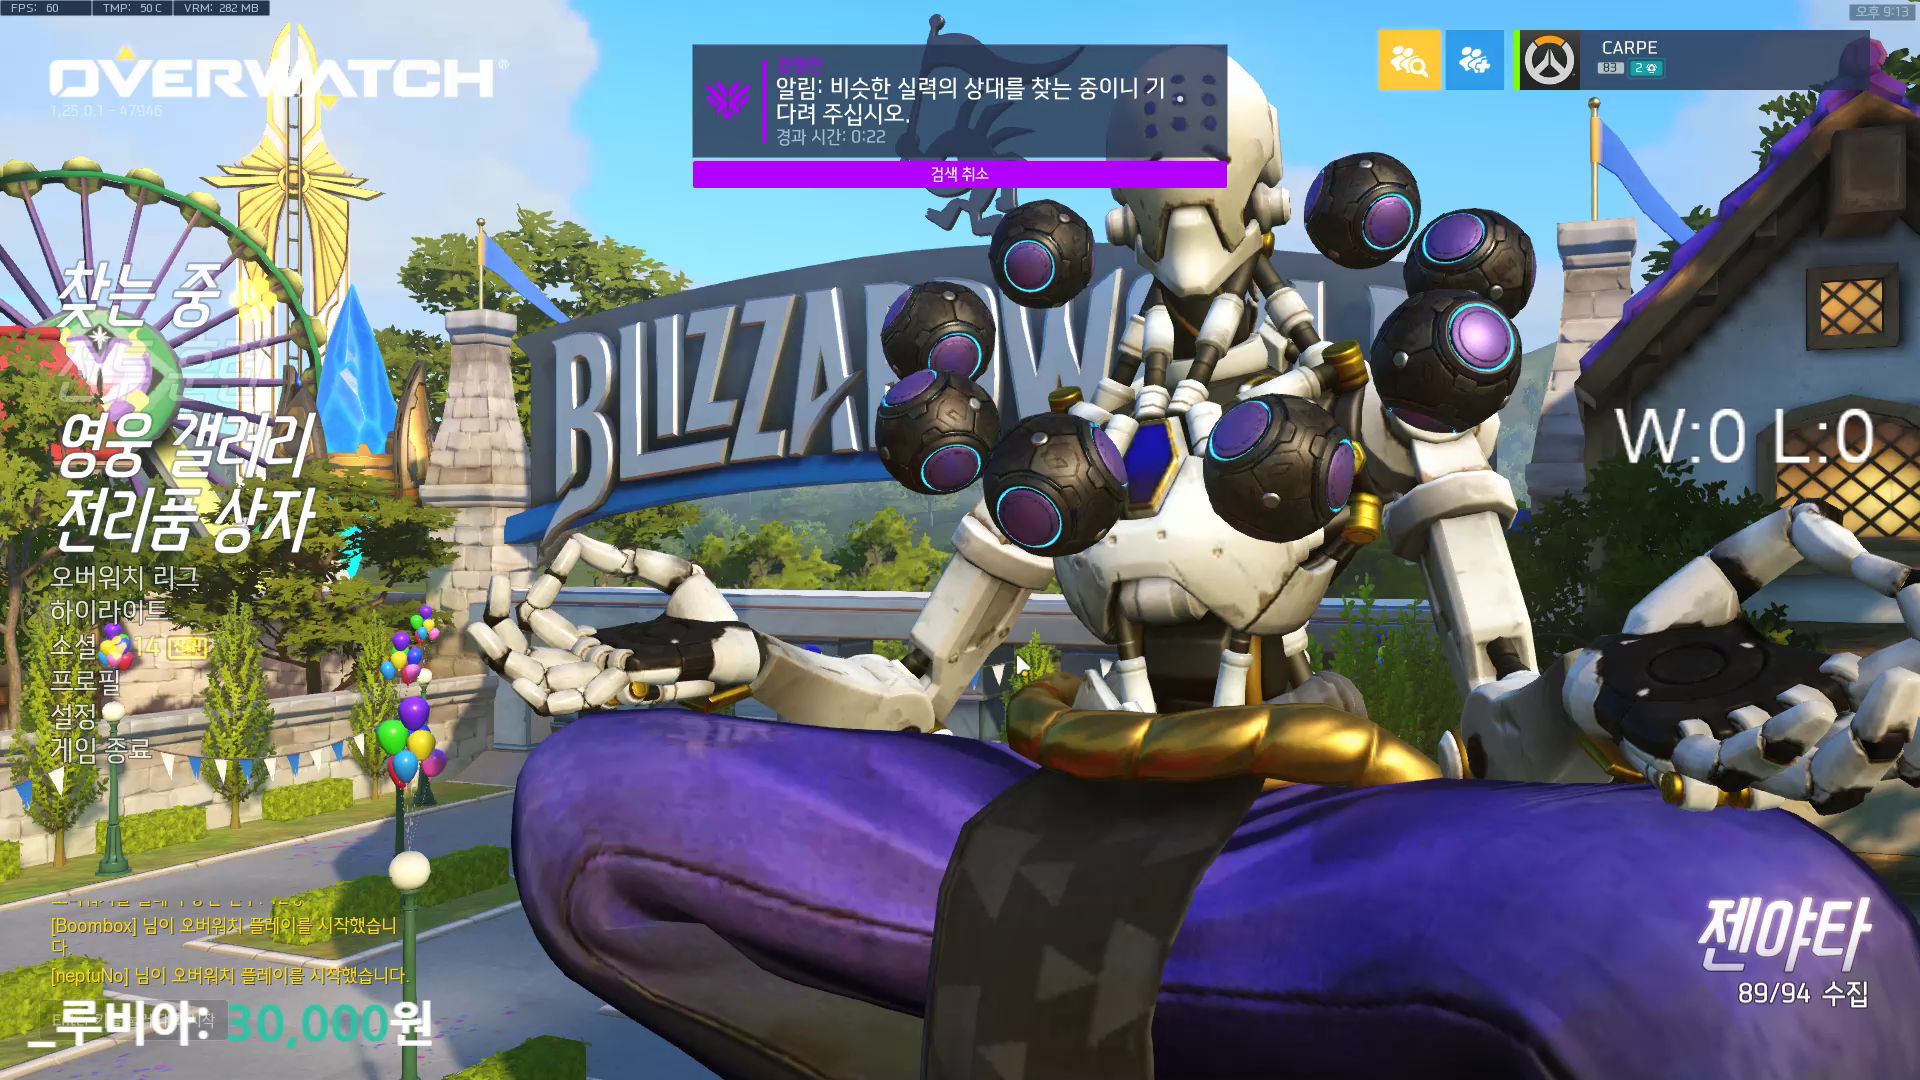 FPS: 60 TMP: 50 C VRM: 282 MB
오후 9:13
OVERWATCH
1.25.0.1 - 47946
경쟁전
알림: 비슷한 실력의 상대를 찾는 중이니 기
다려 주십시오.
경과 시간: 0:22
검색 취소
CARPE
83 2
BLIZZARD WORLD
찾는 중
영웅 갤러리
W:0 L:0
전리품 상자
오버워치 리그
하이라이트
소셜 14
프로필
설정
게임 종료
[Boombox] 님이 오버워치 플레이를 시작했습니
다.
[neptuNo] 님이 오버워치 플레이를 시작했습니다.
_루비아: 30,000원
젠야타
89/94 수집